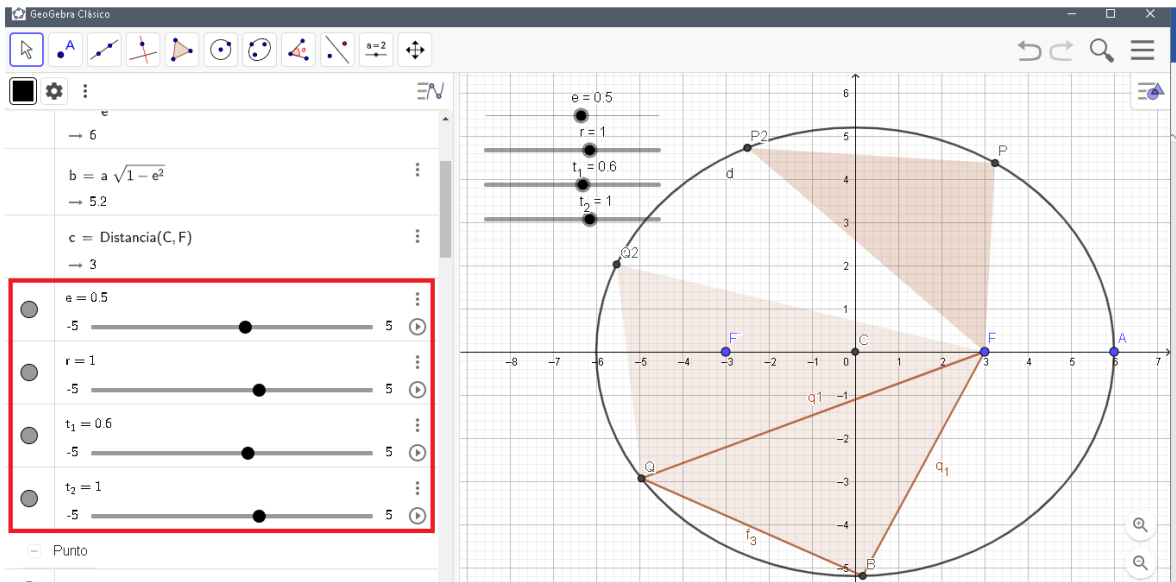 GeoGebra Clásico
a=2
e
→ 6
b = a √1 − e²
→ 5.2
c = Distancia(C, F)
→ 3
e = 0.5
-5 5
r = 1
-5 5
t₁ = 0.6
-5 5
t₂ = 1
-5 5
Punto
e = 0.5
r = 1
t₁ = 0.6
t₂ = 1
6
5
4
3
2
1
−8 −7 −6 −5 −4 −3 −2 −1 0 1 2 3 4 5 6 7
−1
−2
−3
−4
−5
P2
P
d
Q2
F'
C
F
A
q1
Q
q₁
f₃
B